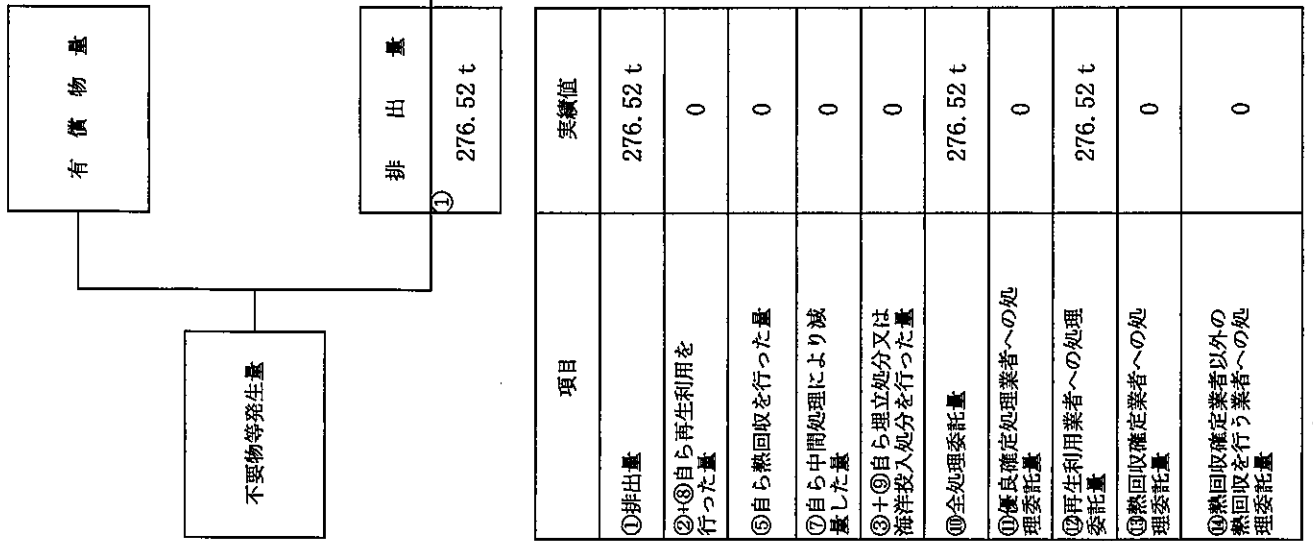 不要物等発生量
有償物量
排出量
①
276.52 t
項目
実績値
①排出量
276.52 t
②+⑧自ら再生利用を
行った量
0
⑤自ら熱回収を行った量
0
⑦自ら中間処理により減
量した量
0
③+⑨自ら埋立処分又は
海洋投入処分を行った量
0
⑩全処理委託量
276.52 t
⑪優良確定処理業者への処
理委託量
0
⑫再生利用業者への処理
委託量
276.52 t
⑬熱回収確定業者への処
理委託量
0
⑭熱回収確定業者以外の
熱回収を行う業者への処
理委託量
0